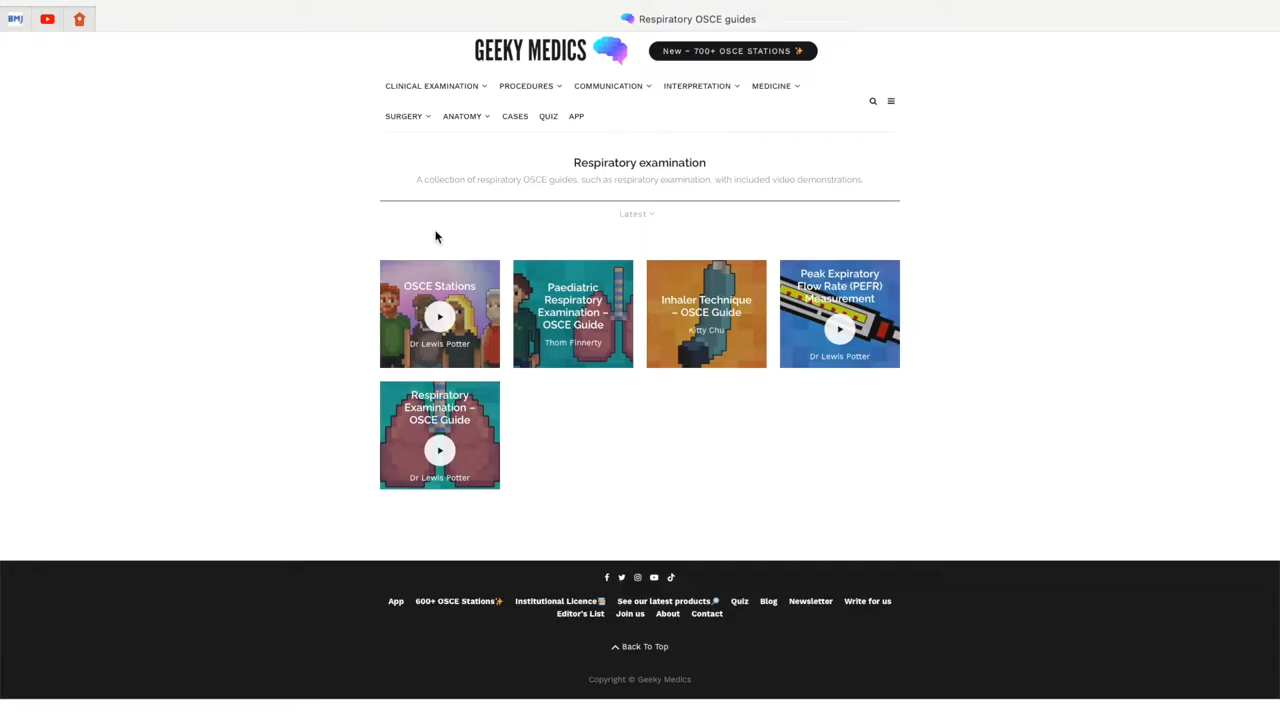 BMJ
Respiratory OSCE guides
GEEKY MEDICS
New – 700+ OSCE STATIONS ✨
CLINICAL EXAMINATION
PROCEDURES
COMMUNICATION
INTERPRETATION
MEDICINE
SURGERY
ANATOMY
CASES
QUIZ
APP
Respiratory examination
A collection of respiratory OSCE guides, such as respiratory examination, with included video demonstrations.
Latest
OSCE Stations
Dr Lewis Potter
Paediatric
Respiratory
Examination –
OSCE Guide
Thom Finnerty
Inhaler Technique
– OSCE Guide
Kitty Chu
Peak Expiratory
Flow Rate (PEFR)
Measurement
Dr Lewis Potter
Respiratory
Examination –
OSCE Guide
Dr Lewis Potter
App
600+ OSCE Stations✨
Institutional Licence
See our latest products🔎
Quiz
Blog
Newsletter
Write for us
Editor's List
Join us
About
Contact
Back To Top
Copyright © Geeky Medics